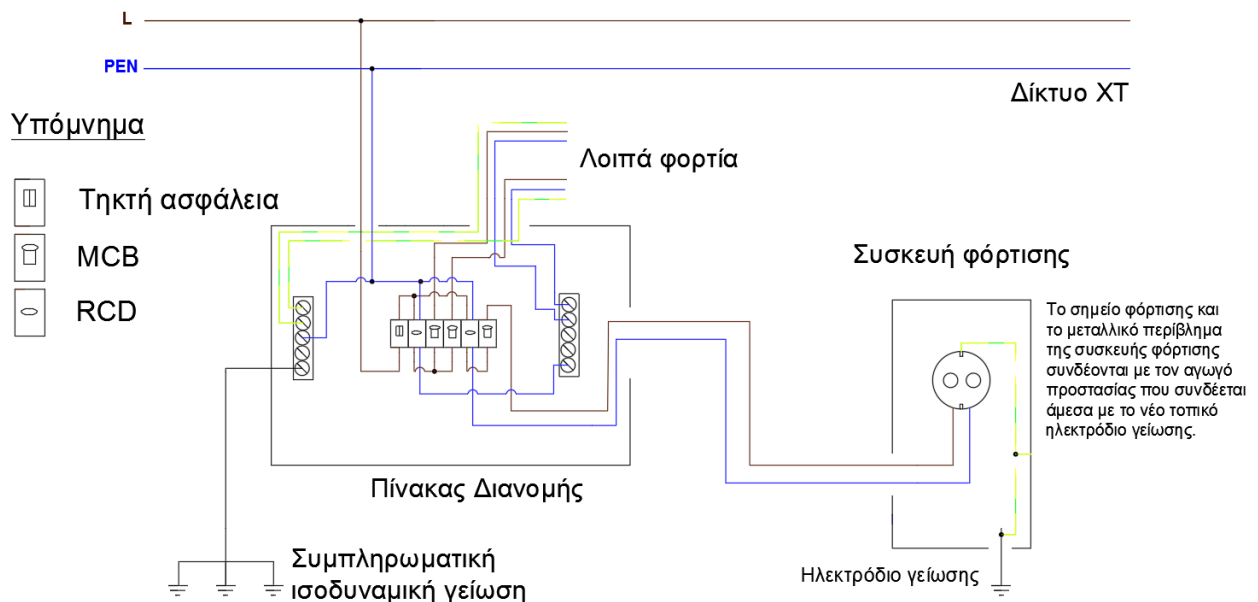 L
PEN
Δίκτυο ΧΤ
Υπόμνημα
Τηκτή ασφάλεια
MCB
RCD
Λοιπά φορτία
Συσκευή φόρτισης
Το σημείο φόρτισης και
το μεταλλικό περίβλημα
της συσκευής φόρτισης
συνδέονται με τον αγωγό
προστασίας που συνδέεται
άμεσα με το νέο τοπικό
ηλεκτρόδιο γείωσης.
Πίνακας Διανομής
Συμπληρωματική
ισοδυναμική γείωση
Ηλεκτρόδιο γείωσης